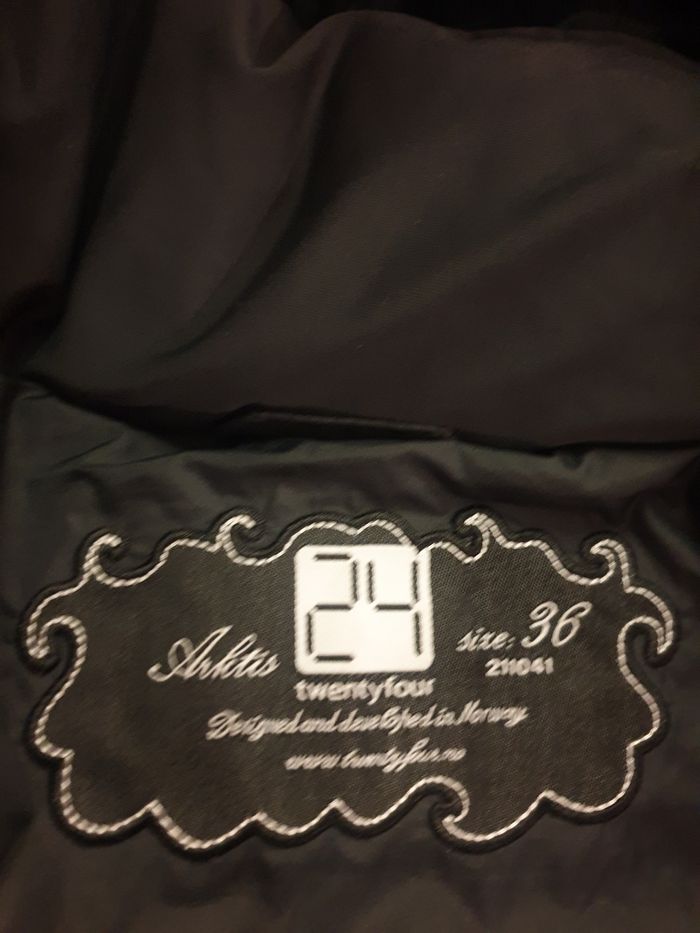 24
twentyfour
Arktis
size: 36
211041
Designed and developed in Norway.
www.twentyfour.no